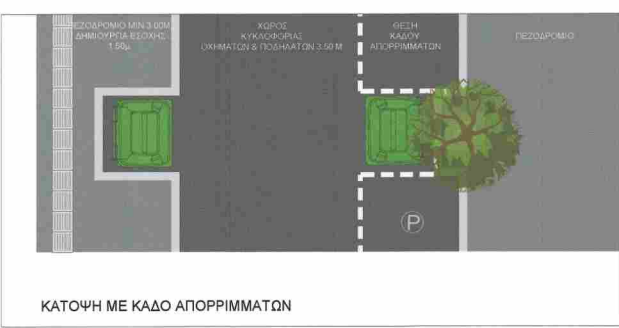 ΠΕΖΟΔΡΟΜΙΟ MIN 3.00M,
ΔΗΜΙΟΥΡΓΙΑ ΕΣΟΧΗΣ
1.50μ
ΧΩΡΟΣ
ΚΥΚΛΟΦΟΡΙΑΣ
ΟΧΗΜΑΤΩΝ & ΠΟΔΗΛΑΤΩΝ 3.50 M
ΘΕΣΗ
ΚΑΔΟΥ
ΑΠΟΡΡΙΜΜΑΤΩΝ
ΠΕΖΟΔΡΟΜΙΟ
P
ΚΑΤΟΨΗ ΜΕ ΚΑΔΟ ΑΠΟΡΡΙΜΜΑΤΩΝ